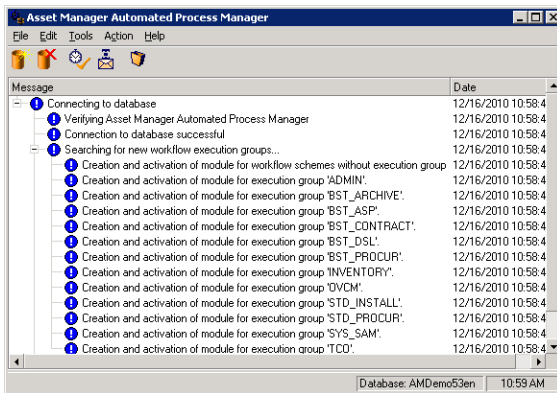 Asset Manager Automated Process Manager
File Edit Tools Action Help
Message Date
Connecting to database 12/16/2010 10:58:4
Verifying Asset Manager Automated Process Manager 12/16/2010 10:58:4
Connection to database successful 12/16/2010 10:58:4
Searching for new workflow execution groups... 12/16/2010 10:58:4
Creation and activation of module for workflow schemes without execution group 12/16/2010 10:58:4
Creation and activation of module for execution group 'ADMIN'. 12/16/2010 10:58:4
Creation and activation of module for execution group 'BST_ARCHIVE'. 12/16/2010 10:58:4
Creation and activation of module for execution group 'BST_ASP'. 12/16/2010 10:58:4
Creation and activation of module for execution group 'BST_CONTRACT'. 12/16/2010 10:58:4
Creation and activation of module for execution group 'BST_DSL'. 12/16/2010 10:58:4
Creation and activation of module for execution group 'BST_PROCUR'. 12/16/2010 10:58:4
Creation and activation of module for execution group 'INVENTORY'. 12/16/2010 10:58:4
Creation and activation of module for execution group 'OVCM'. 12/16/2010 10:58:4
Creation and activation of module for execution group 'STD_INSTALL'. 12/16/2010 10:58:4
Creation and activation of module for execution group 'STD_PROCUR'. 12/16/2010 10:58:4
Creation and activation of module for execution group 'SYS_SAM'. 12/16/2010 10:58:4
Creation and activation of module for execution group 'TCO'. 12/16/2010 10:58:4
Database: AMDemo53en 10:59 AM